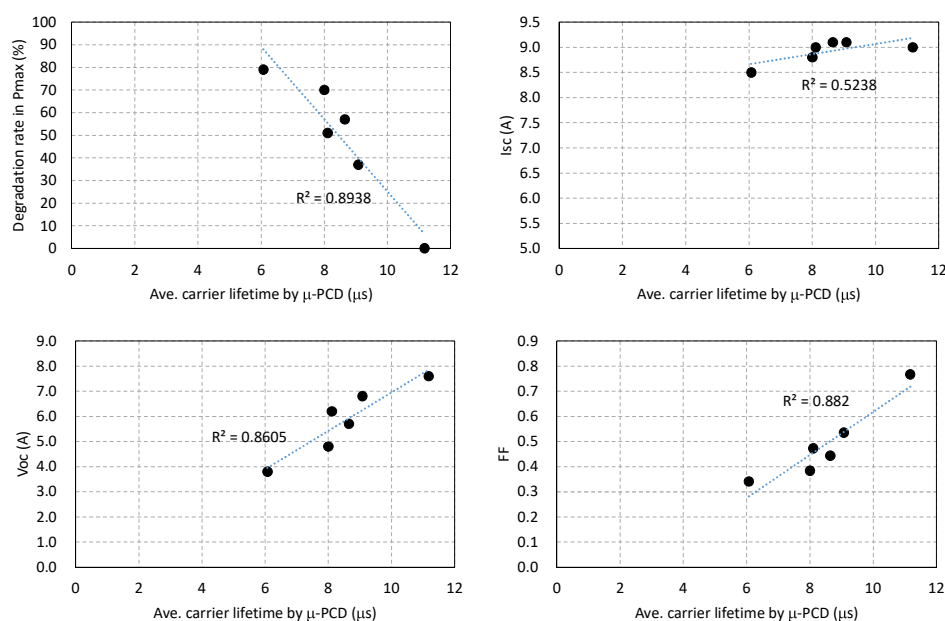 100
90
80
70
60
50
40
30
20
10
0
Degradation rate in Pmax (%)
R² = 0.8938
0 2 4 6 8 10 12
Ave. carrier lifetime by μ-PCD (μs)
9.5
9.0
8.5
8.0
7.5
7.0
6.5
6.0
5.5
5.0
Isc (A)
R² = 0.5238
0 2 4 6 8 10 12
Ave. carrier lifetime by μ-PCD (μs)
9.0
8.0
7.0
6.0
5.0
4.0
3.0
2.0
1.0
0.0
Voc (A)
R² = 0.8605
0 2 4 6 8 10 12
Ave. carrier lifetime by μ-PCD (μs)
0.9
0.8
0.7
0.6
0.5
0.4
0.3
0.2
0.1
0.0
FF
R² = 0.882
0 2 4 6 8 10 12
Ave. carrier lifetime by μ-PCD (μs)